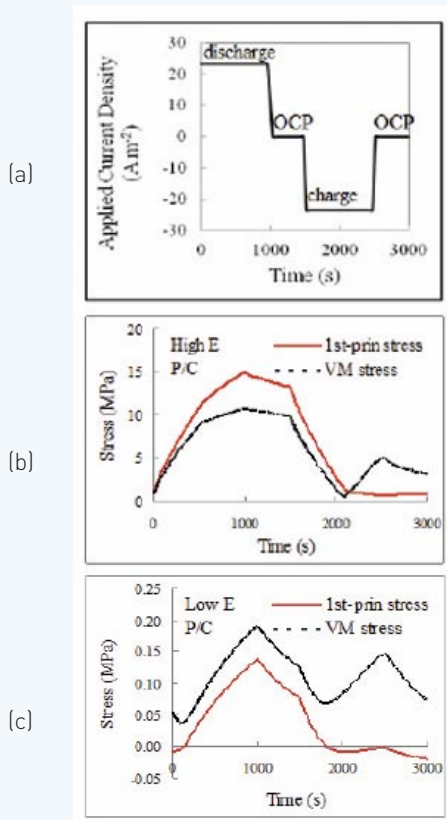 (a)
Applied Current Density
(A m-2)
30
20
10
0
-10
-20
-30
discharge
OCP
OCP
charge
0 1000 2000 3000
Time (s)
(b)
Stress (MPa)
20
15
10
5
0
High E
P/C
1st-prin stress
VM stress
0 1000 2000 3000
Time (s)
(c)
Stress (MPa)
0.25
0.20
0.15
0.10
0.05
0.00
-0.05
Low E
P/C
1st-prin stress
VM stress
0 1000 2000 3000
Time (s)